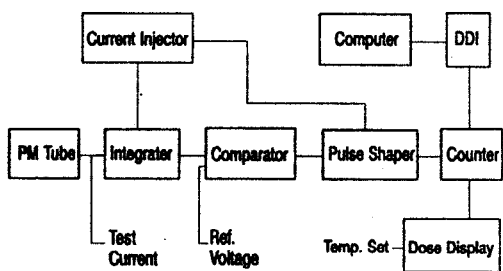 Current Injector
Computer
DDI
PM Tube
Integrater
Comparator
Pulse Shaper
Counter
Test
Current
Ref.
Voltage
Temp. Set
Dose Display